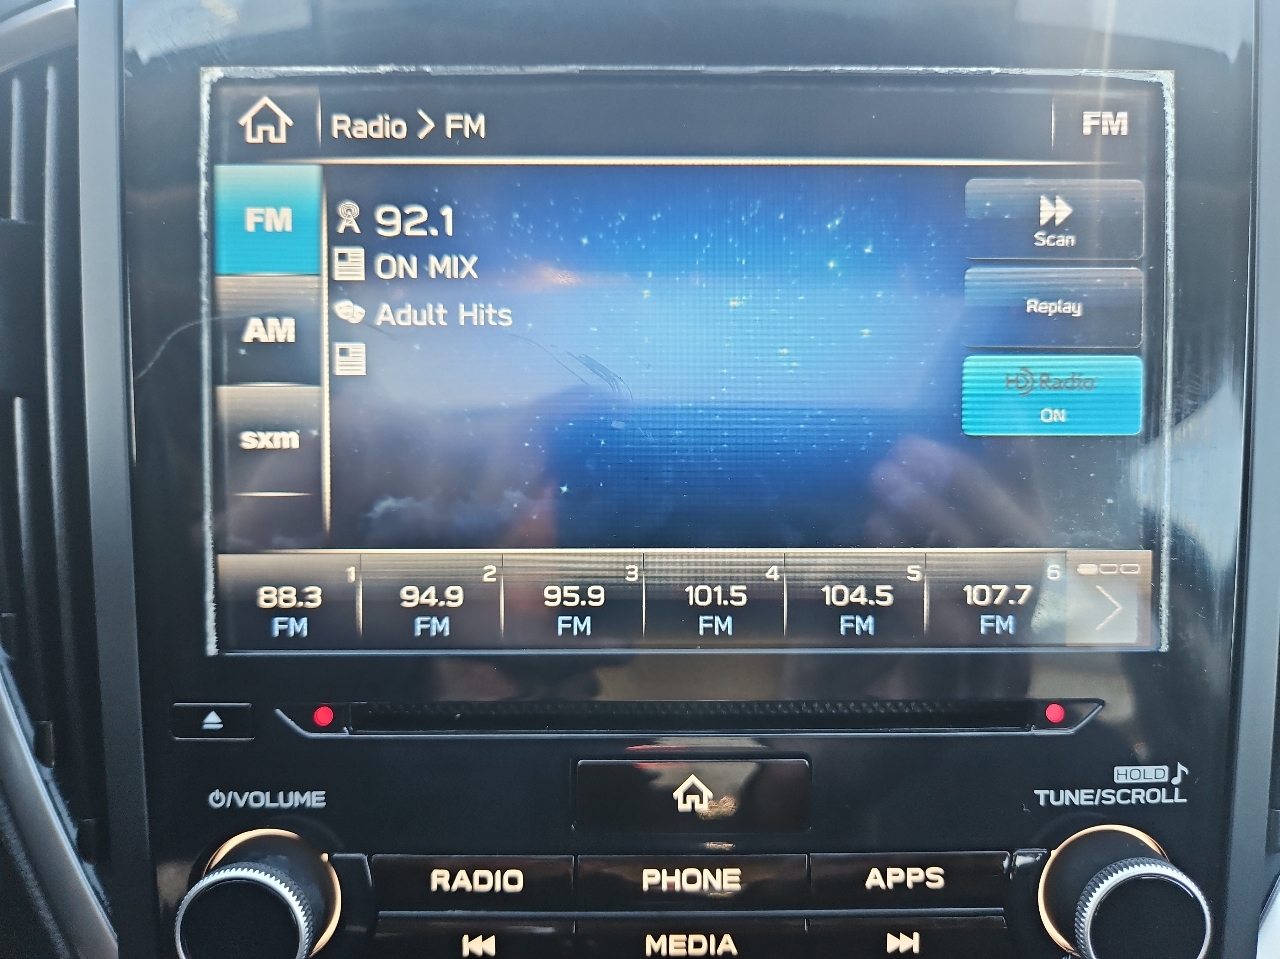 Radio > FM
FM
FM
92.1
ON MIX
Adult Hits
AM
sxm
Scan
Replay
HD Radio
ON
1
88.3
FM
2
94.9
FM
3
95.9
FM
4
101.5
FM
5
104.5
FM
6
107.7
FM
/VOLUME
HOLD
TUNE/SCROLL
RADIO
PHONE
APPS
MEDIA